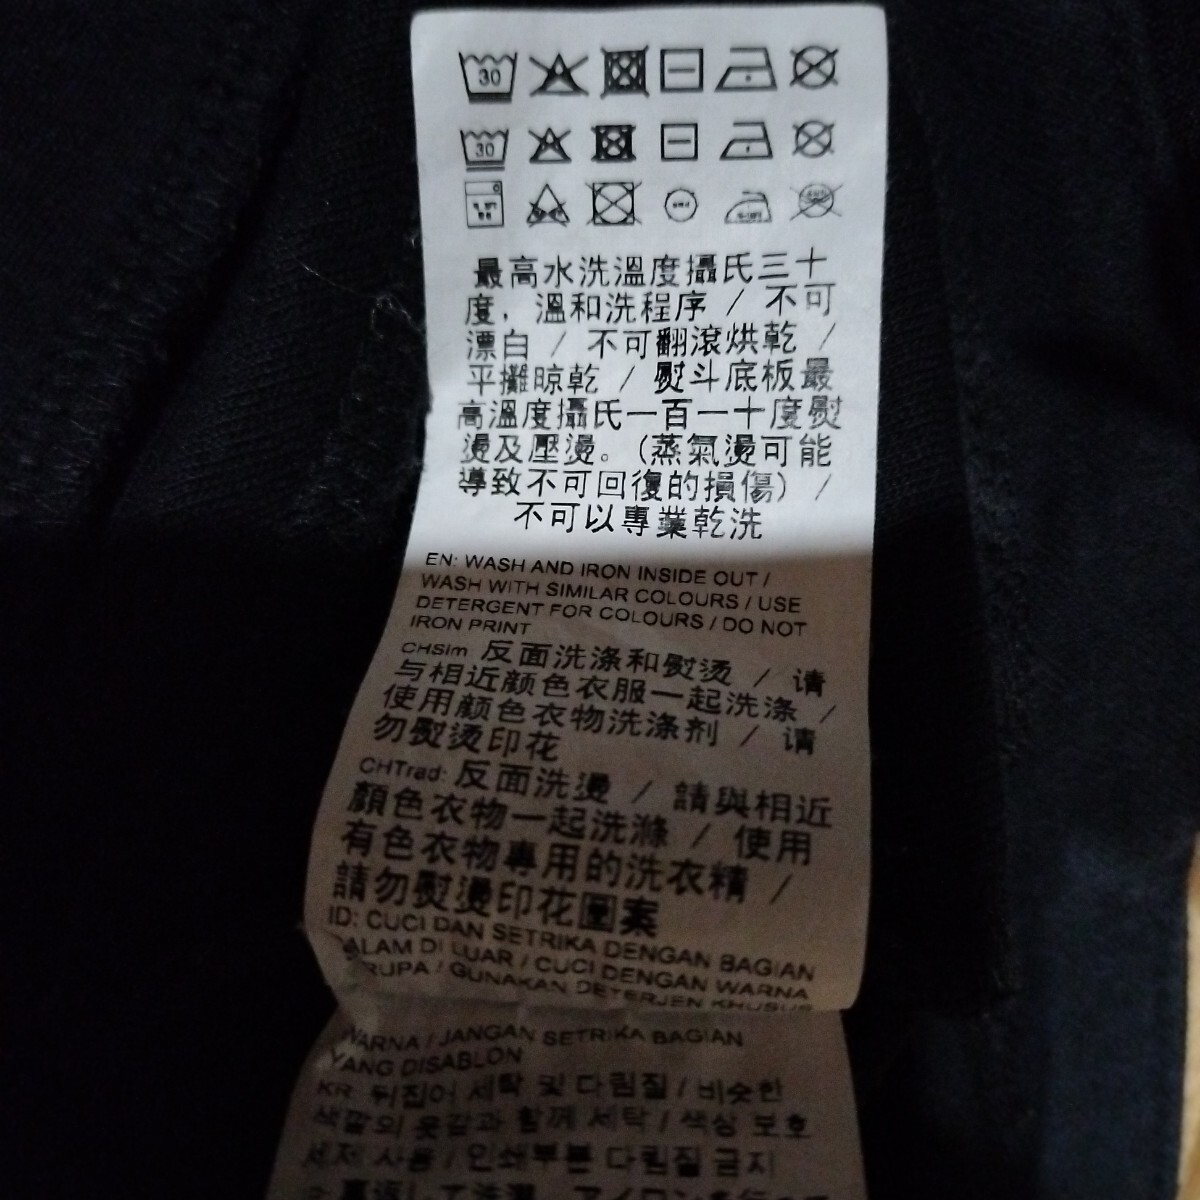 30
30
最高水洗溫度攝氏三十
度，溫和洗程序 / 不可
漂白 / 不可翻滾烘乾 /
平攤晾乾 / 熨斗底板最
高溫度攝氏一百一十度熨
燙及壓燙。(蒸氣燙可能
導致不可回復的損傷) /
不可以專業乾洗
EN: WASH AND IRON INSIDE OUT /
WASH WITH SIMILAR COLOURS / USE
DETERGENT FOR COLOURS / DO NOT
IRON PRINT
CHSim 反面洗涤和熨烫 / 请
与相近颜色衣服一起洗涤 /
使用颜色衣物洗涤剂 / 请
勿熨烫印花
CHTrad: 反面洗燙 / 請與相近
顏色衣物一起洗滌 / 使用
有色衣物專用的洗衣精 /
請勿熨燙印花圖案
ID: CUCI DAN SETRIKA DENGAN BAGIAN
DALAM DI LUAR / CUCI DENGAN WARNA
SERUPA / GUNAKAN DETERJEN KHUSUS
WARNA / JANGAN SETRIKA BAGIAN
YANG DISABLON
KR: 뒤집어 세탁 및 다림질 / 비슷한
색깔의 옷감과 함께 세탁 / 색상 보호
세제 사용 / 인쇄부분 다림질 금지